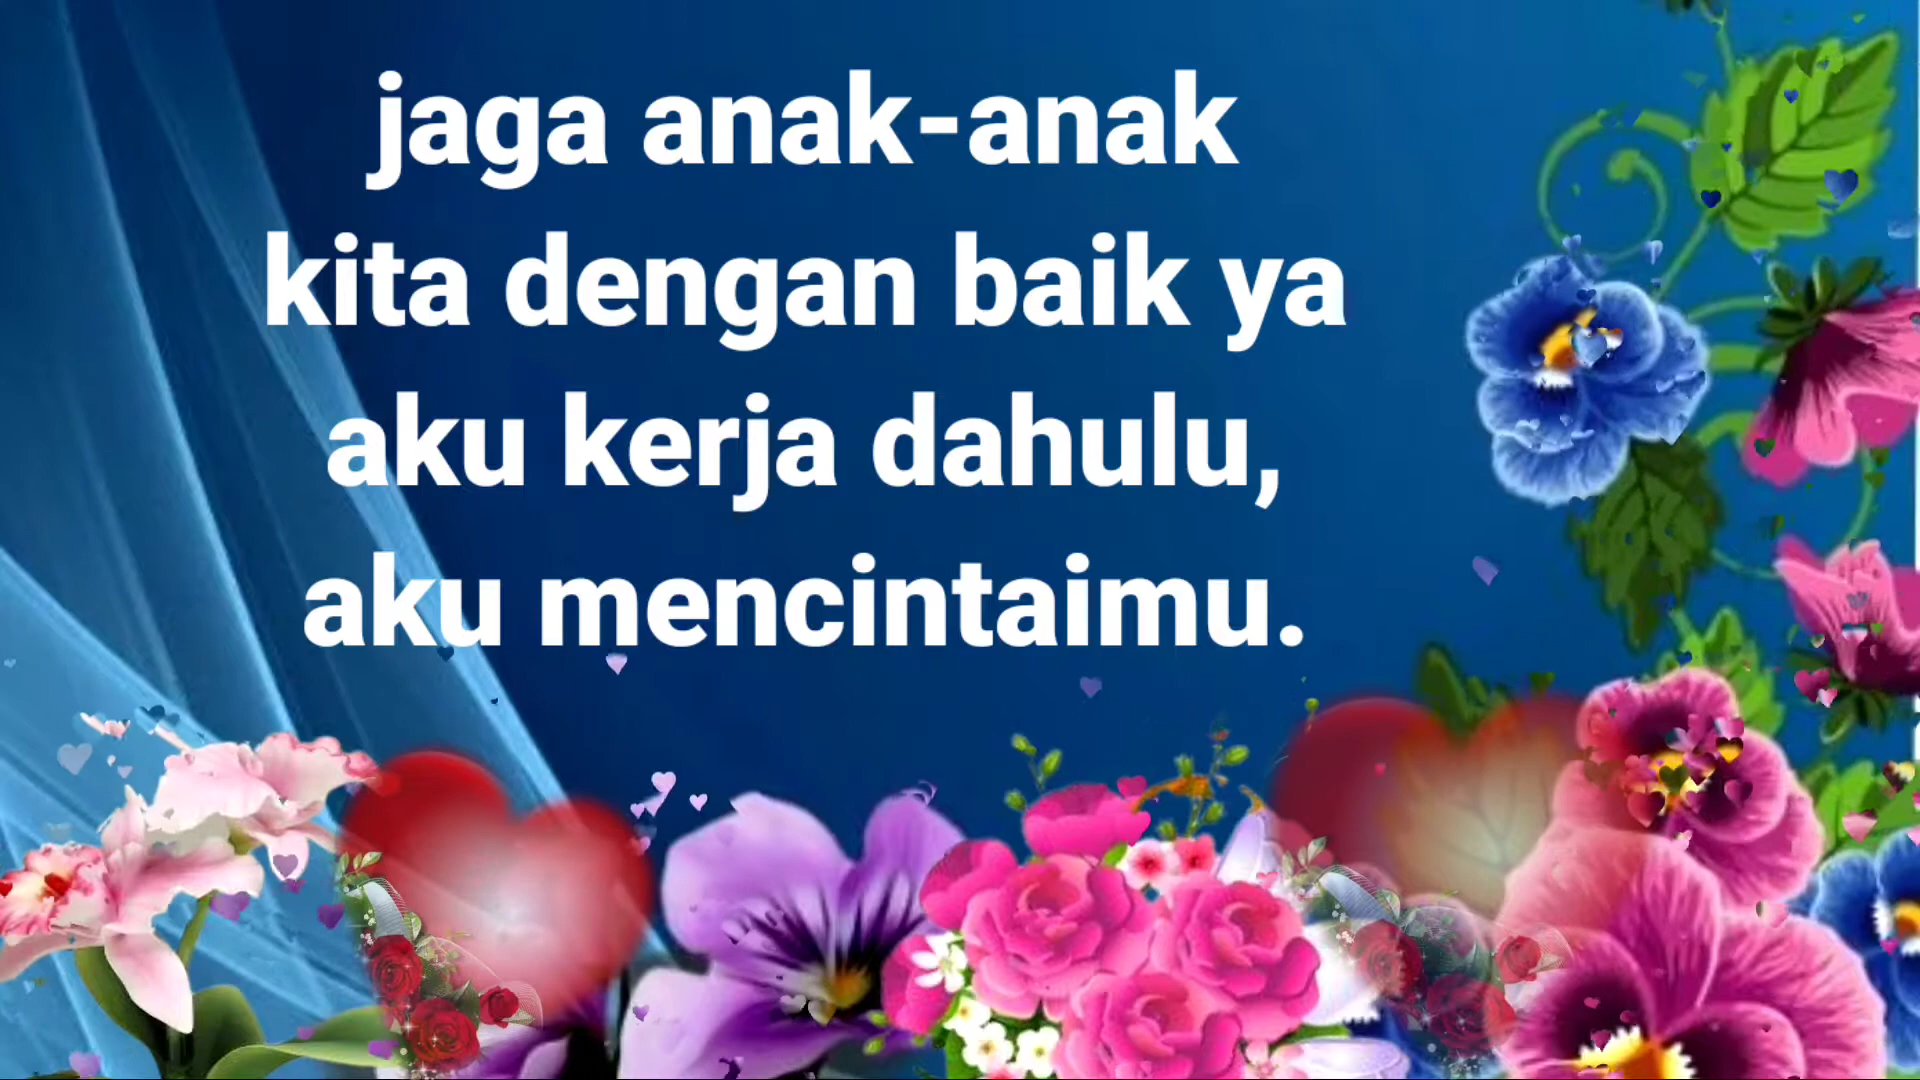 jaga anak-anak
kita dengan baik ya
aku kerja dahulu,
aku mencintaimu.